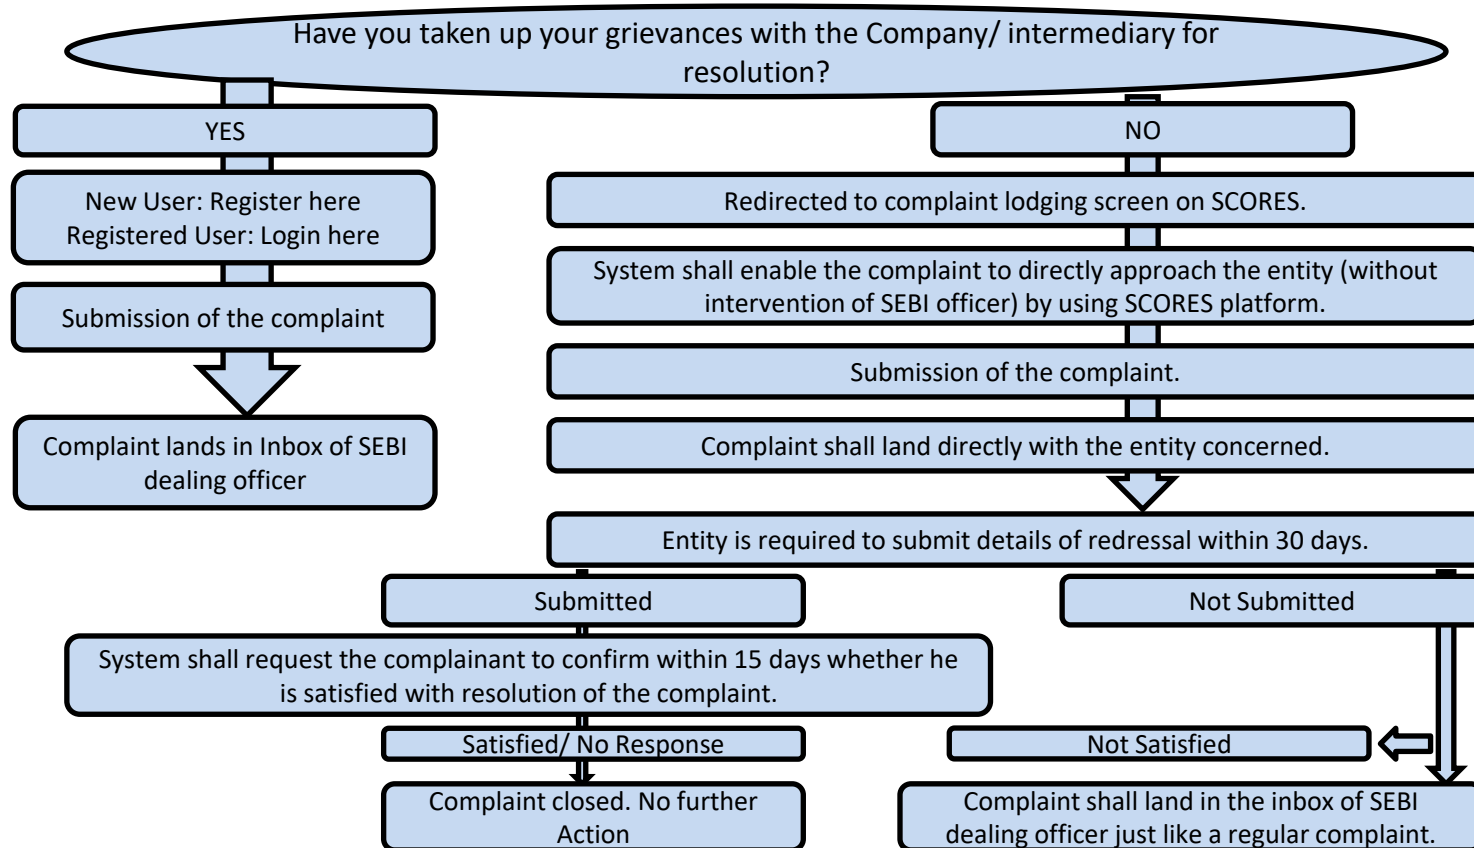 Have you taken up your grievances with the Company/ intermediary for
resolution?
YES
NO
New User: Register here
Registered User: Login here
Redirected to complaint lodging screen on SCORES.
System shall enable the complaint to directly approach the entity (without
intervention of SEBI officer) by using SCORES platform.
Submission of the complaint
Submission of the complaint.
Complaint lands in Inbox of SEBI
dealing officer
Complaint shall land directly with the entity concerned.
Entity is required to submit details of redressal within 30 days.
Submitted
Not Submitted
System shall request the complainant to confirm within 15 days whether he
is satisfied with resolution of the complaint.
Satisfied/ No Response
Not Satisfied
Complaint closed. No further
Action
Complaint shall land in the inbox of SEBI
dealing officer just like a regular complaint.